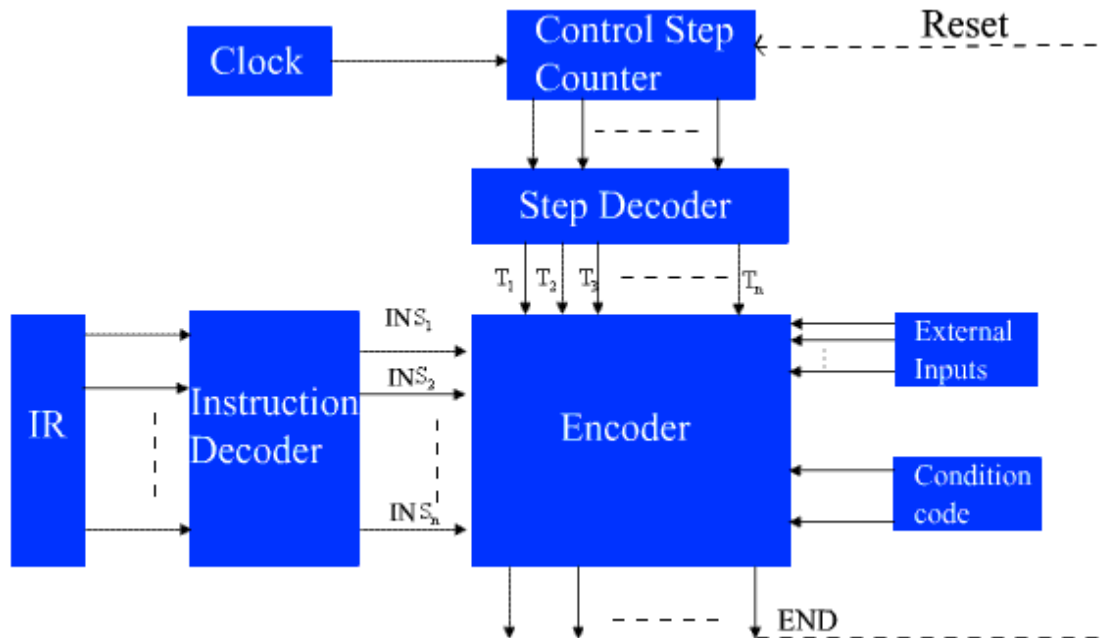 Reset
Control Step
Counter
Clock
Step Decoder
T₁ T₂ T₃ Tₙ
INS₁
External
Inputs
INS₂
Instruction
Decoder
IR
Encoder
Condition
code
INSₙ
END